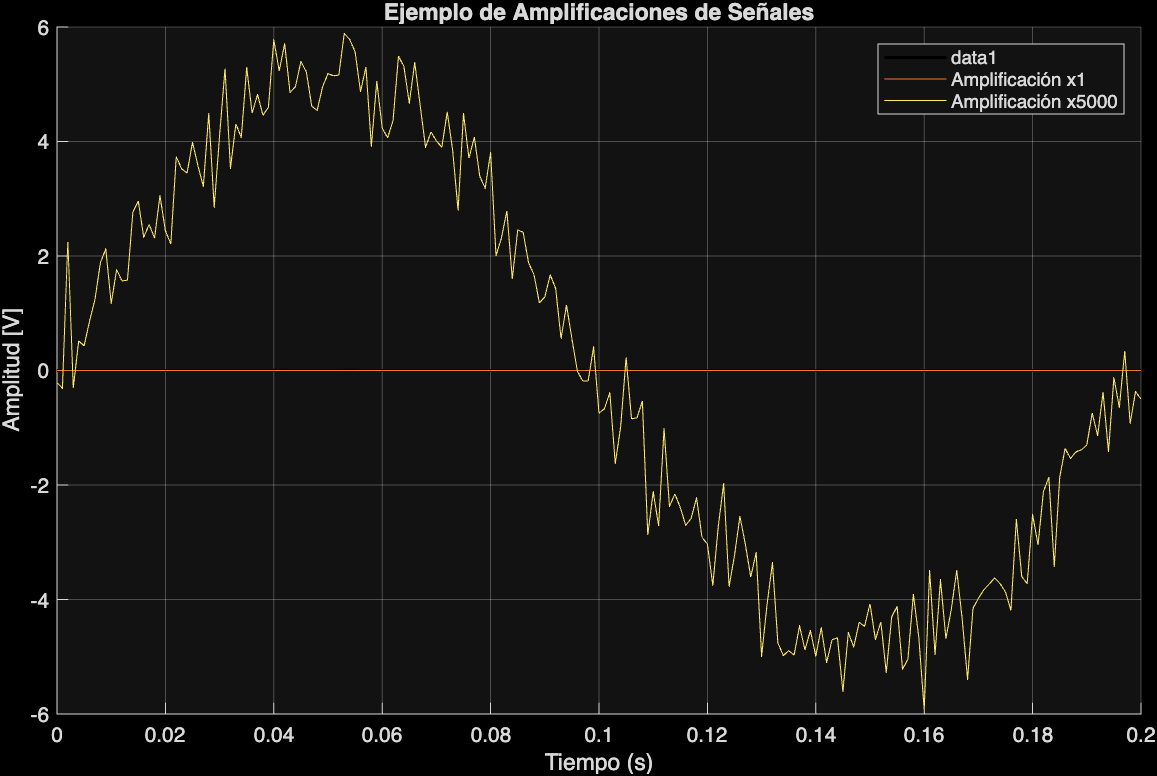 Ejemplo de Amplificaciones de Señales
data1
Amplificación x1
Amplificación x5000
Amplitud [V]
6
4
2
0
-2
-4
-6
0 0.02 0.04 0.06 0.08 0.1 0.12 0.14 0.16 0.18 0.2
Tiempo (s)